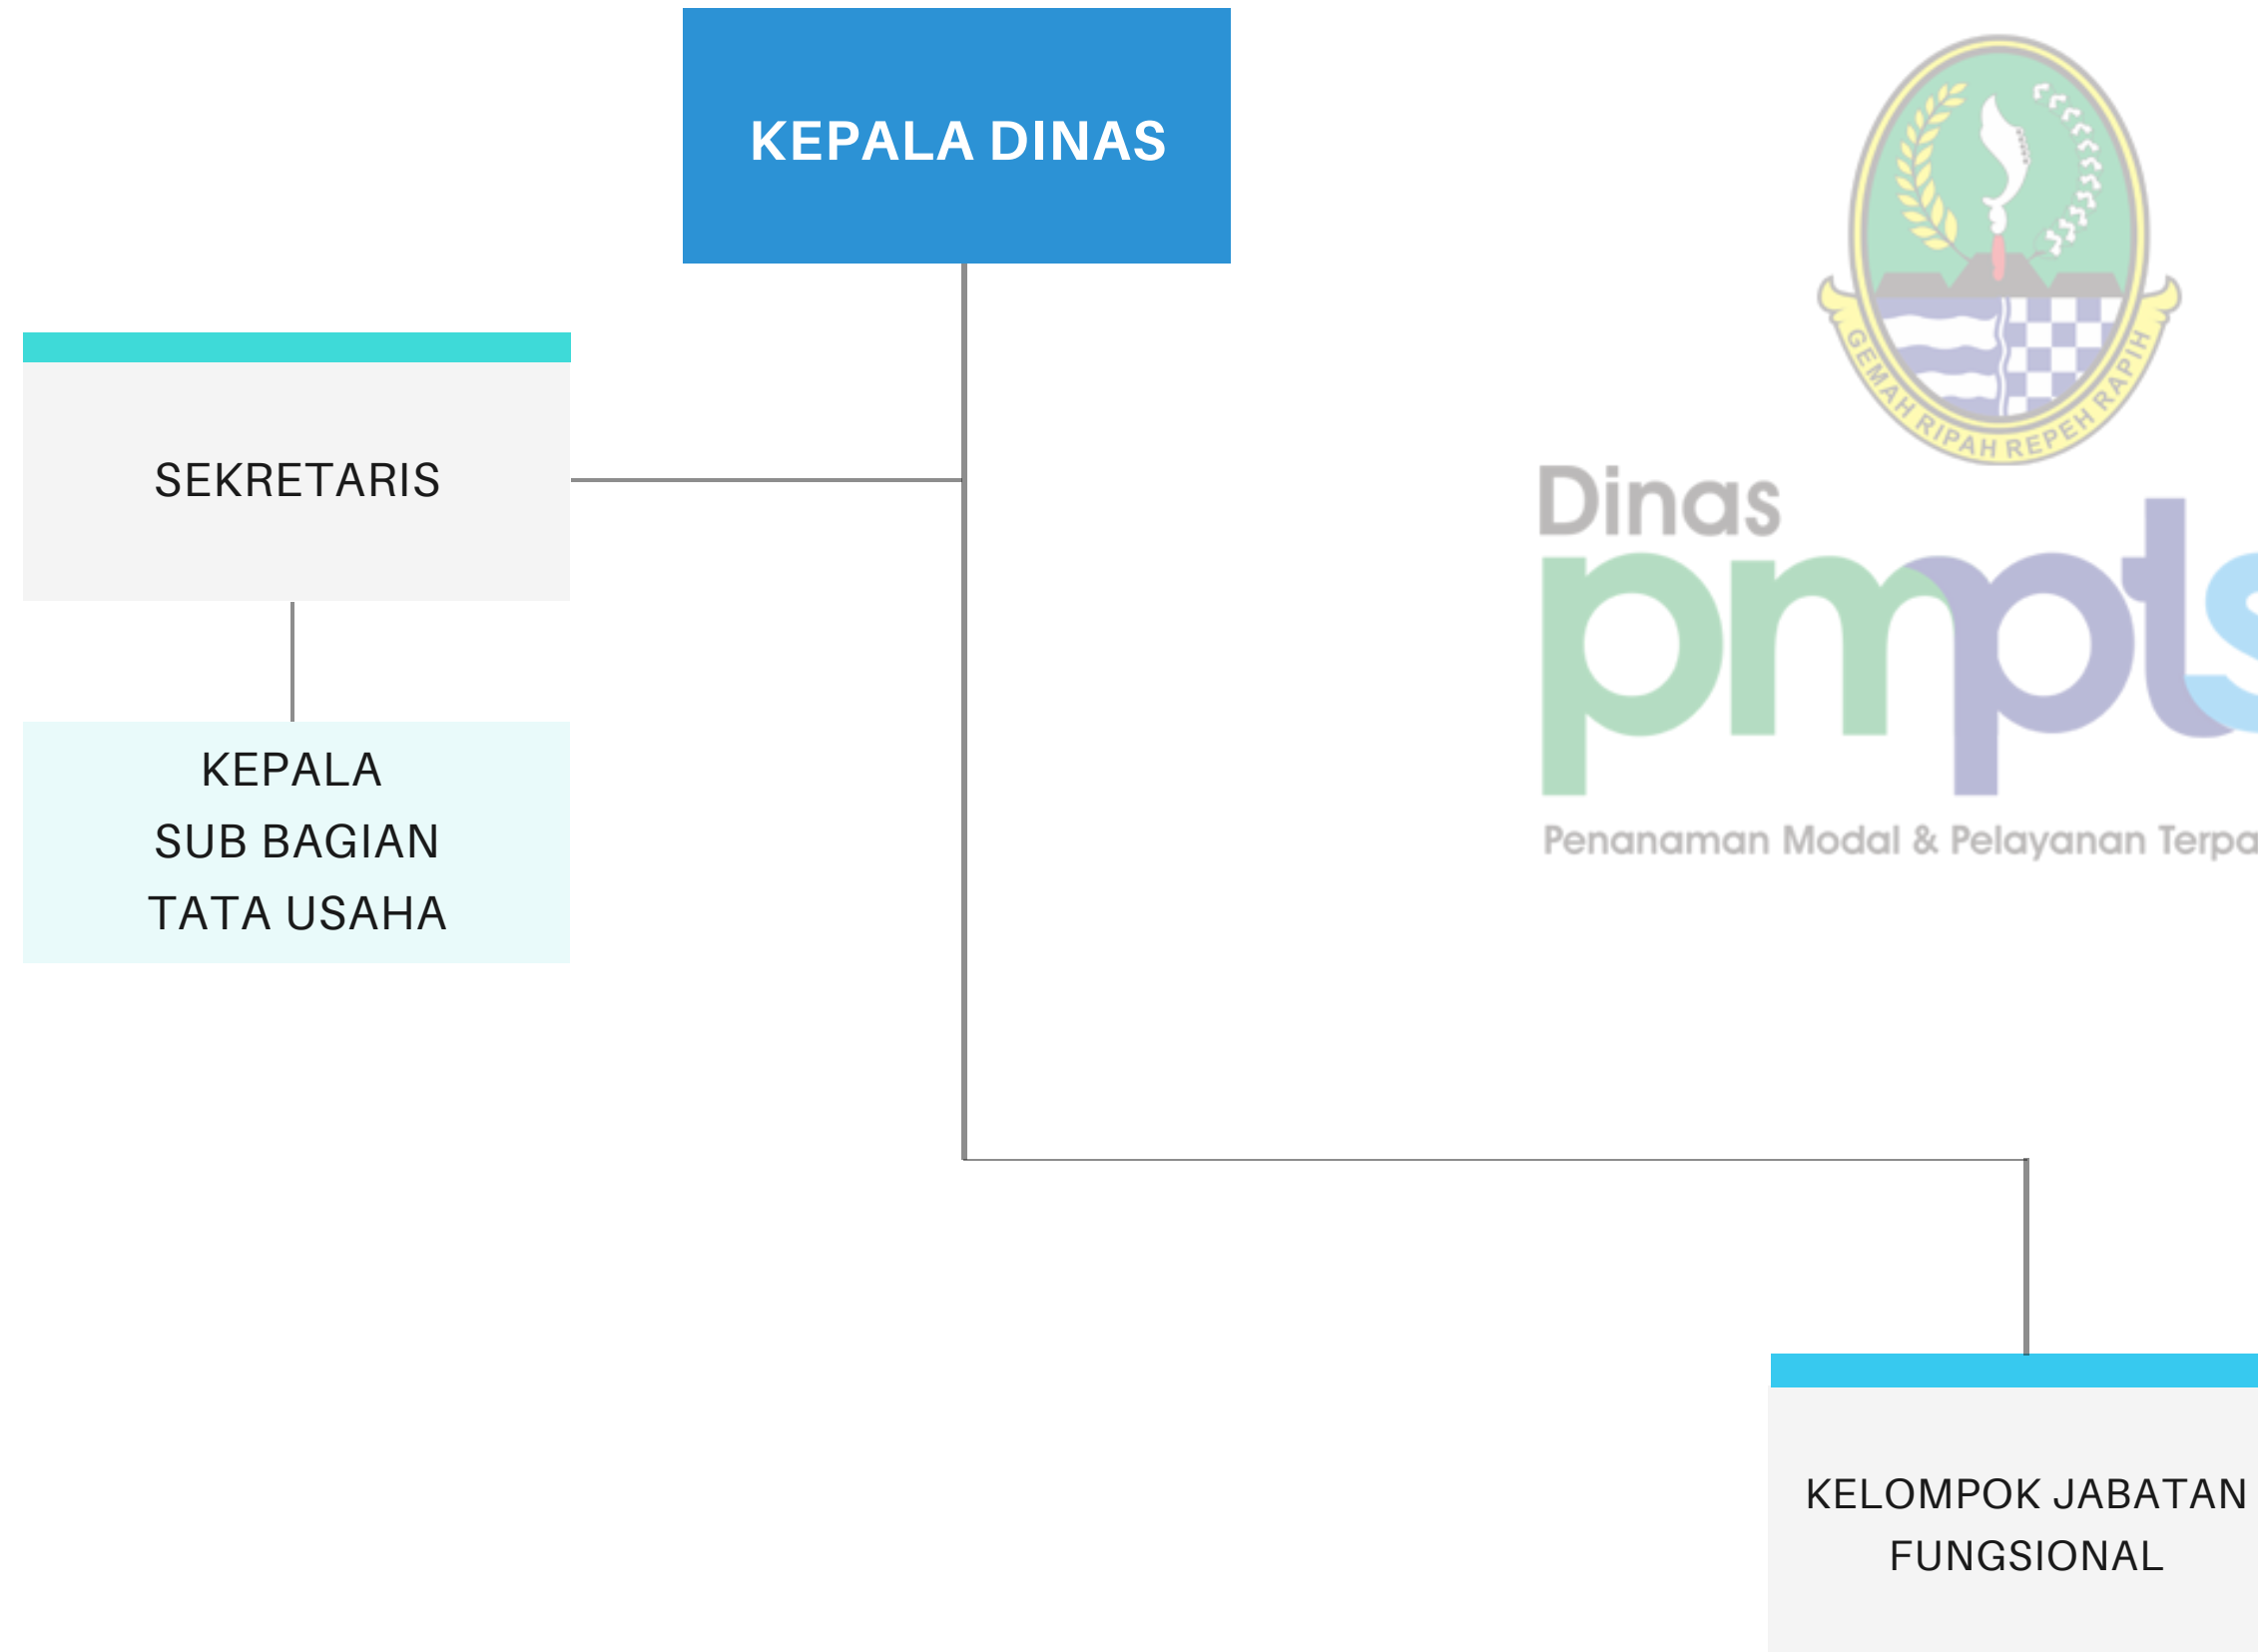 KEPALA DINAS
GEMAH RIPAH REPEH RAPIH
SEKRETARIS
Dinas
pmpts
KEPALA
SUB BAGIAN
TATA USAHA
Penanaman Modal & Pelayanan
KELOMPOK JABATAN
FUNGSIONAL